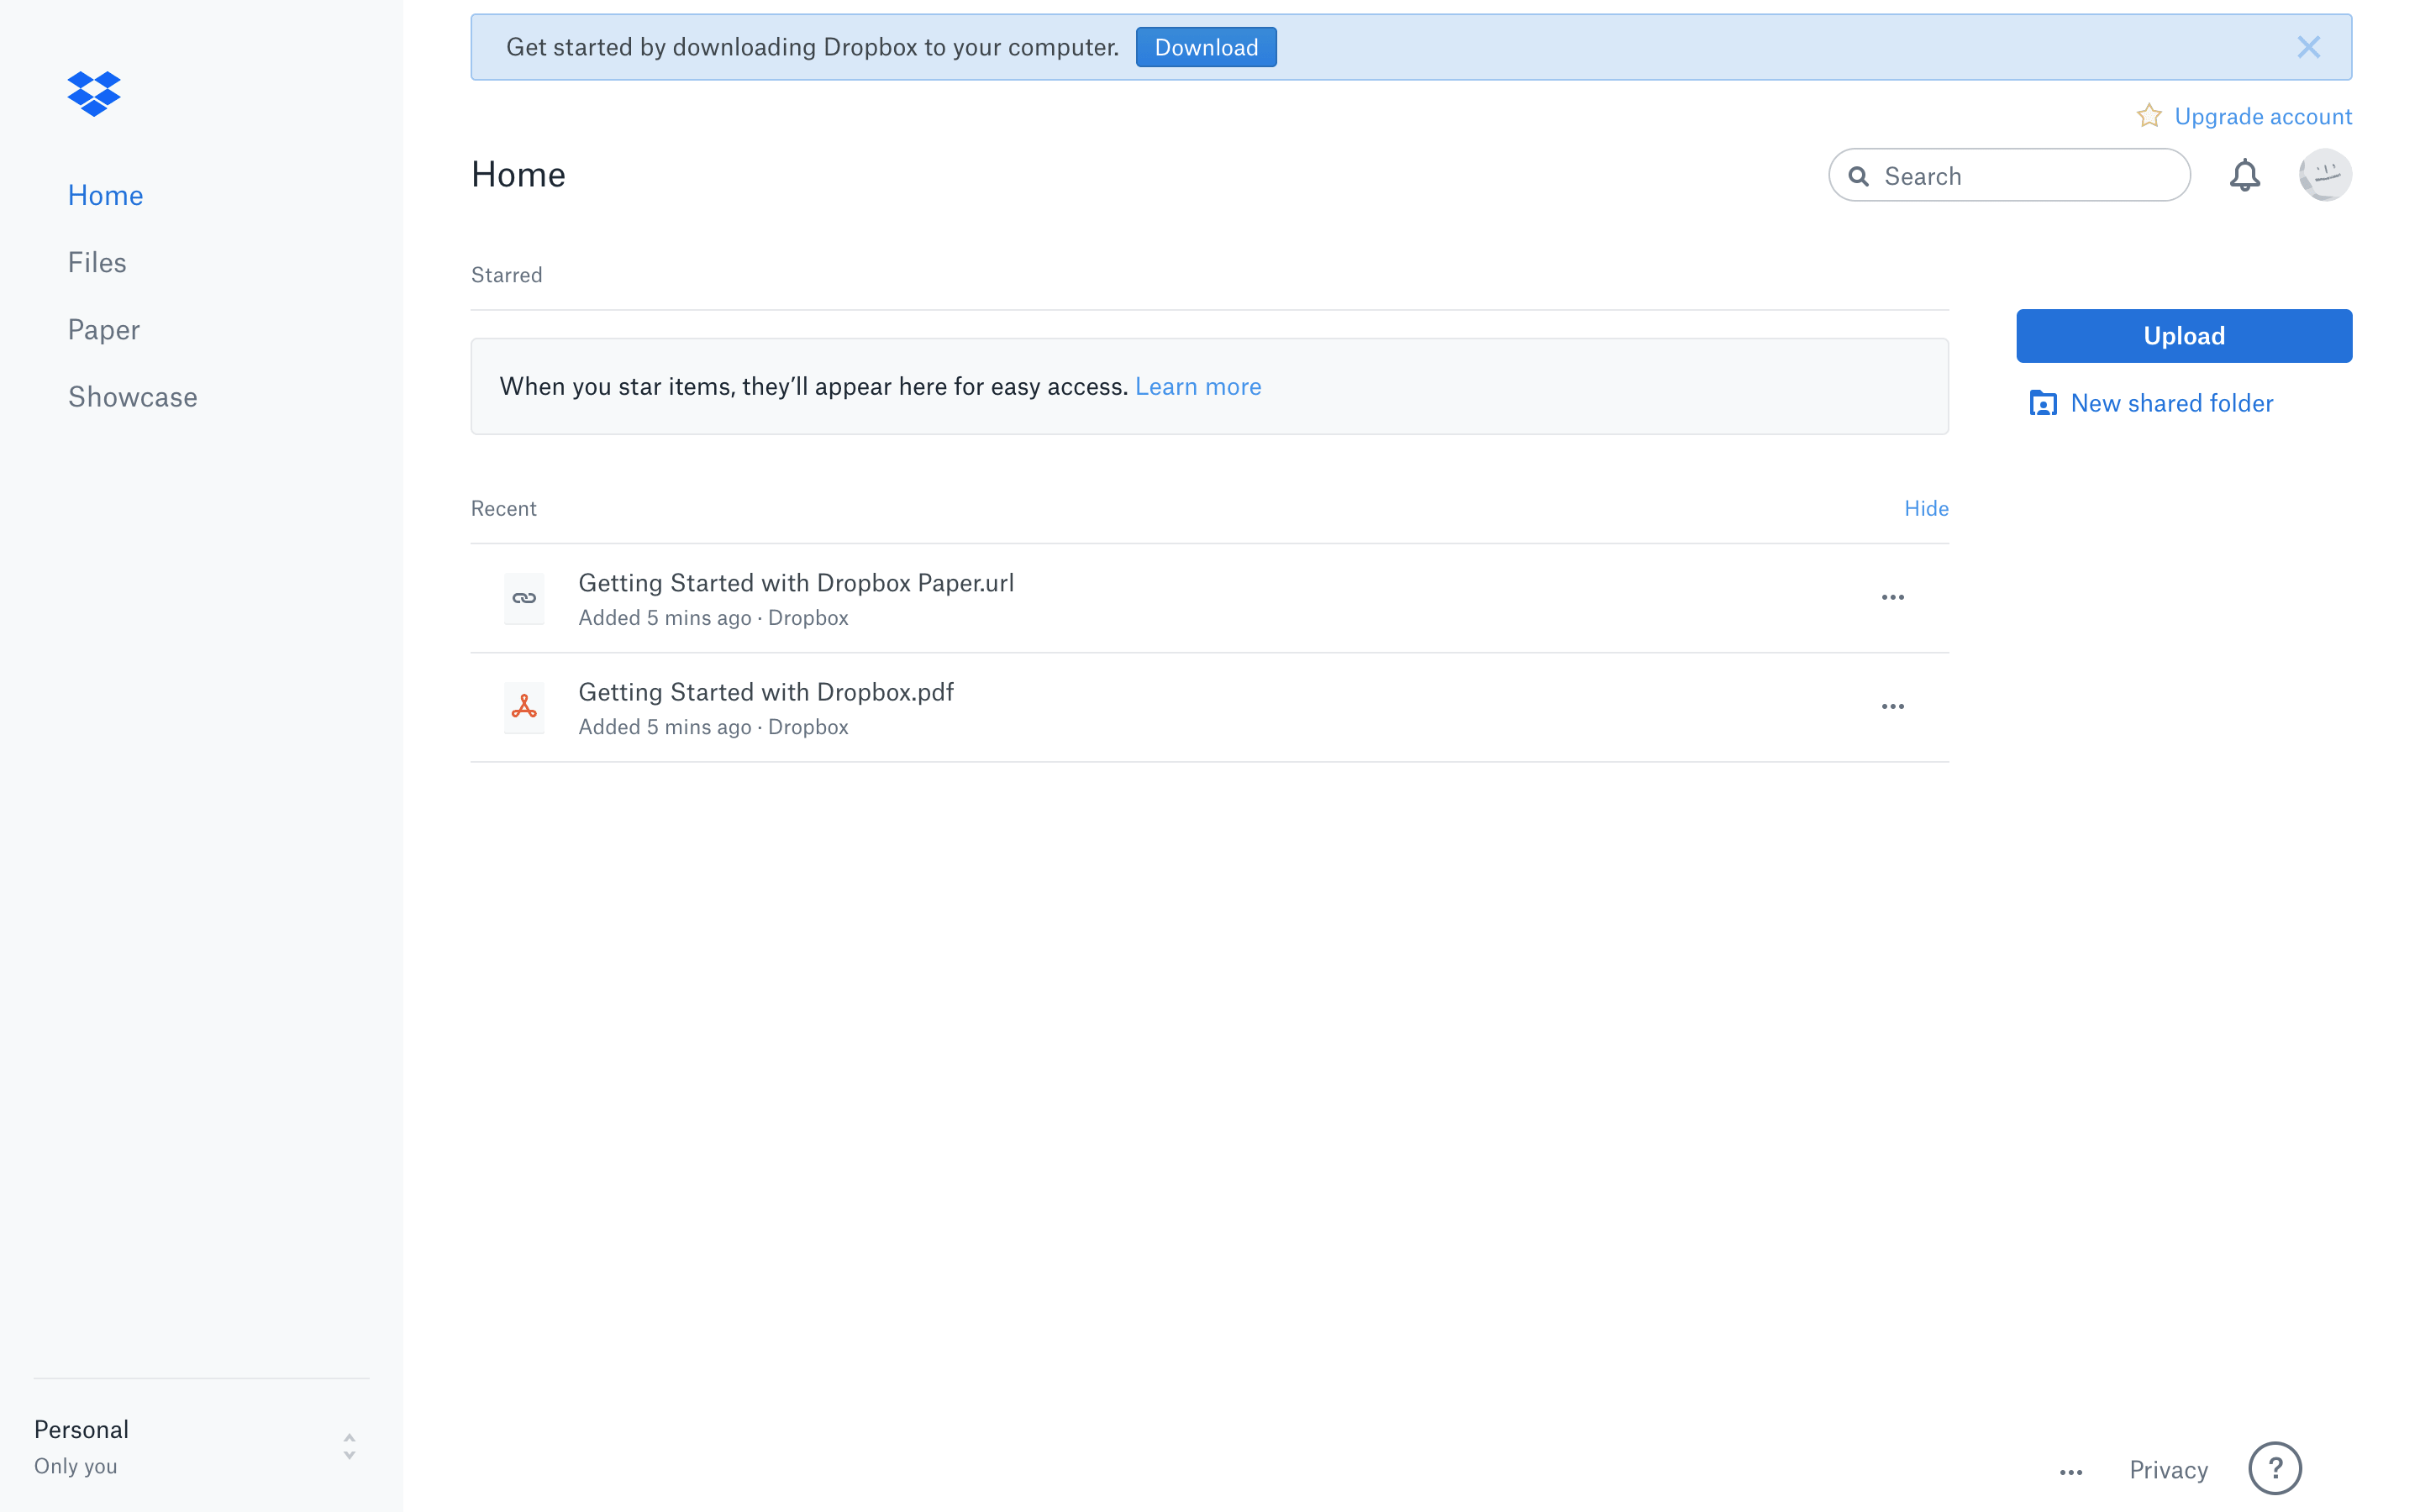 Get started by downloading Dropbox to your computer. Download
Upgrade account
Home
Search
Home
Files
Paper
Showcase
Starred
When you star items, they’ll appear here for easy access. Learn more
Upload
New shared folder
Recent
Hide
Getting Started with Dropbox Paper.url
Added 5 mins ago · Dropbox
Getting Started with Dropbox.pdf
Added 5 mins ago · Dropbox
Personal
Only you
Privacy
?